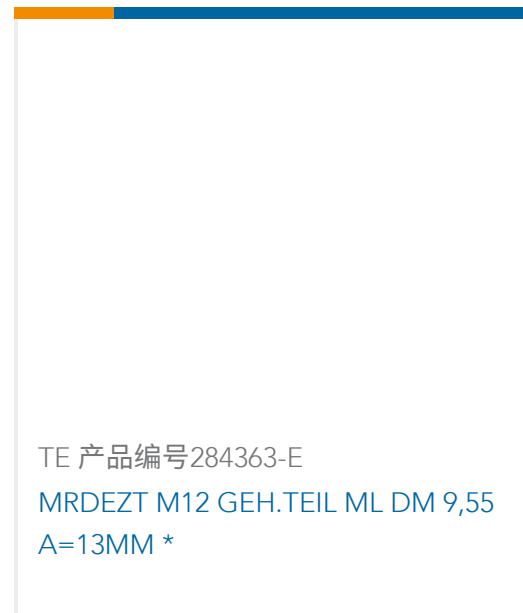 TE 产品编号284363-E
MRDEZT M12 GEH.TEIL ML DM 9,55
A=13MM *